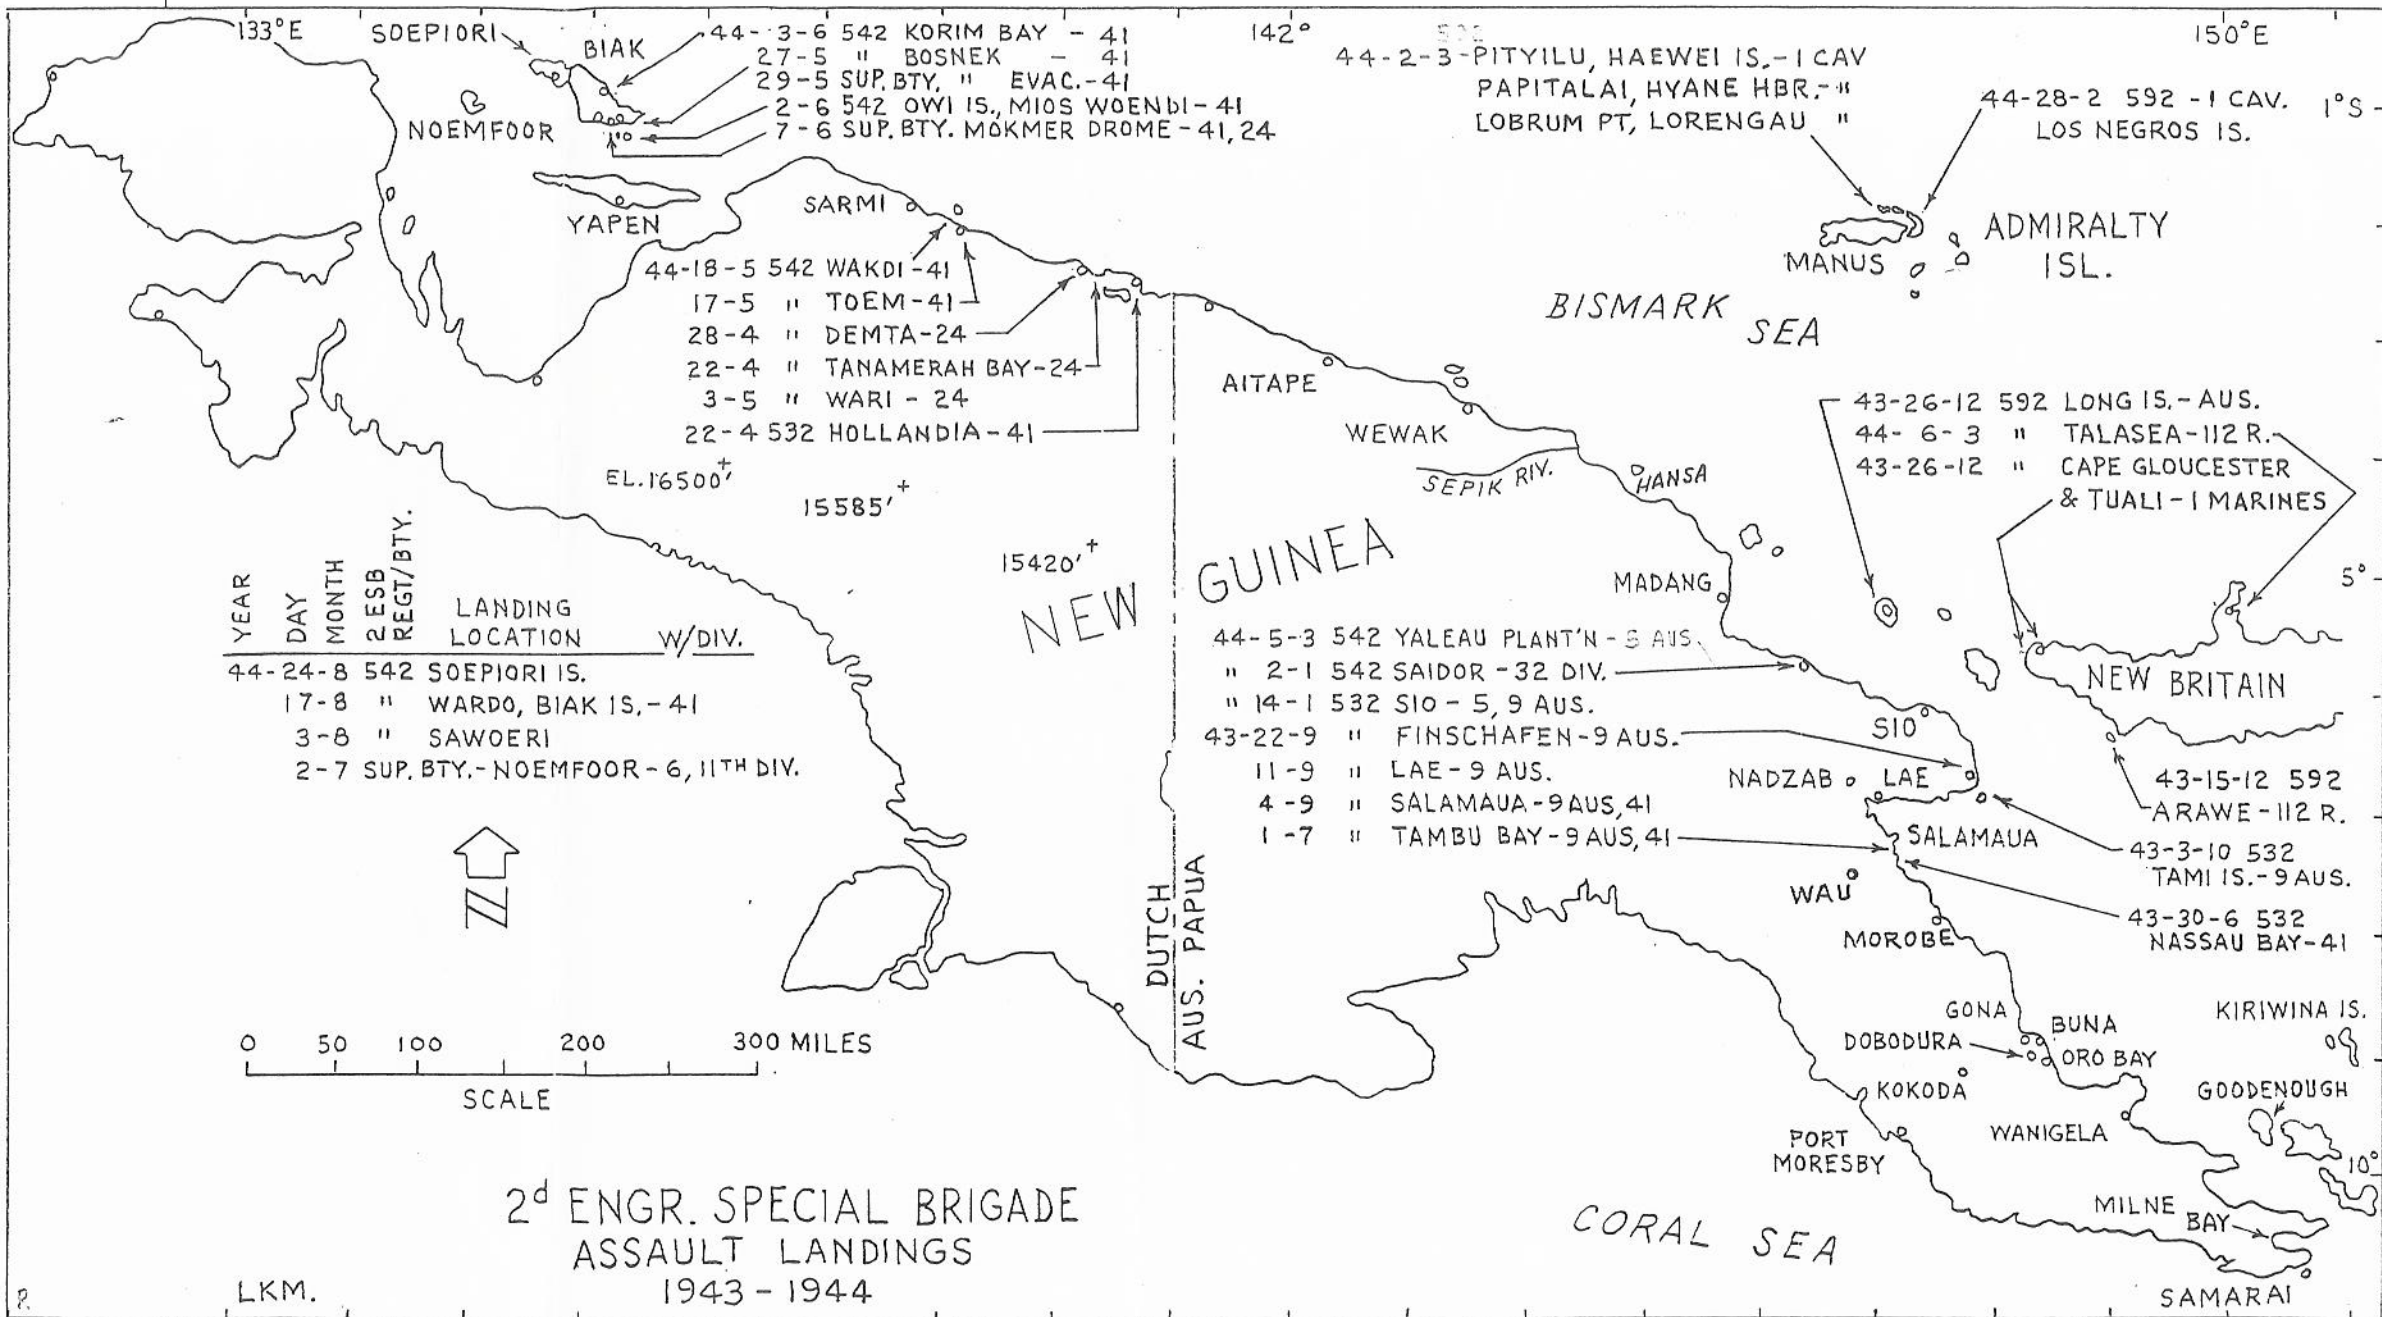 133°E
SOEPIORI
BIAK
NOEMFOOR
YAPEN
44- 3-6 542 KORIM BAY - 41
27-5 " BOSNEK - 41
29-5 SUP. BTY. " EVAC.-41
2-6 542 OWI IS., MIOS WOENDI-41
7-6 SUP. BTY. MOKMER DROME-41,24
142°
44-2-3-PITYILU, HAEWEI IS.-1 CAV
PAPITALAI, HYANE HBR.-"
LOBRUM PT, LORENGAU "
150°E
44-28-2 592 -1 CAV.
LOS NEGROS IS.
1°S
MANUS
ADMIRALTY
ISL.
BISMARK
SEA
SARMI
44-18-5 542 WAKDI-41
17-5 " TOEM-41
28-4 " DEMTA-24
22-4 " TANAMERAH BAY-24
3-5 " WARI - 24
22-4 532 HOLLANDIA-41
AITAPE
WEWAK
SEPIK RIV.
HANSA
MADANG
43-26-12 592 LONG IS.-AUS.
44- 6-3 " TALASEA-112 R.
43-26-12 " CAPE GLOUCESTER
& TUALI-1 MARINES
5°
EL.16500'+
15585'+
15420'+
NEW GUINEA
YEAR
DAY
MONTH
2 ESB
REGT/BTY.
LANDING
LOCATION
W/DIV.
44-24-8 542 SOEPIORI IS.
17-8 " WARDO, BIAK IS.-41
3-8 " SAWOERI
2-7 SUP. BTY.-NOEMFOOR-6, 11TH DIV.
44-5-3 542 YALEAU PLANT'N - AUS.
" 2-1 542 SAIDOR-32 DIV.
" 14-1 532 SIO-5, 9 AUS.
43-22-9 " FINSCHAFEN-9 AUS.
11-9 " LAE-9 AUS.
4-9 " SALAMAUA-9AUS,41
1-7 " TAMBU BAY-9 AUS,41
NEW BRITAIN
SIO
NADZAB
LAE
SALAMAUA
43-15-12 592
ARAWE-112 R.
43-3-10 532
TAMI IS.-9 AUS.
43-30-6 532
NASSAU BAY-41
WAU
MOROBE
N
DUTCH
AUS. PAPUA
GONA
BUNA
DOBODURA
ORO BAY
KOKODA
WANIGELA
KIRIWINA IS.
GOODENOUGH
PORT
MORESBY
10°
MILNE
BAY
SAMARAI
CORAL SEA
0 50 100 200 300 MILES
SCALE
2d ENGR. SPECIAL BRIGADE
ASSAULT LANDINGS
1943-1944
LKM.